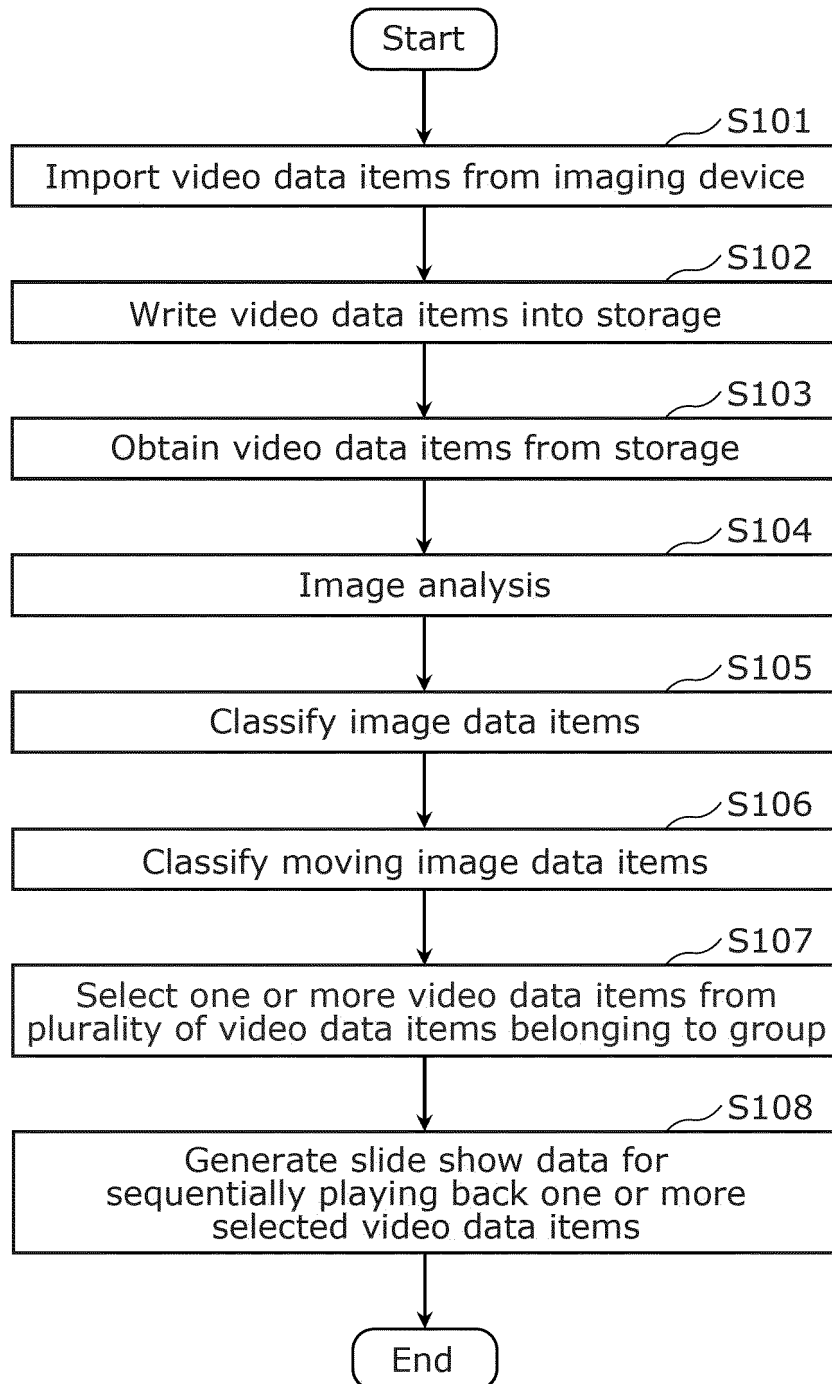 Start
S101
Import video data items from imaging device
S102
Write video data items into storage
S103
Obtain video data items from storage
S104
Image analysis
S105
Classify image data items
S106
Classify moving image data items
S107
Select one or more video data items from
plurality of video data items belonging to group
S108
Generate slide show data for
sequentially playing back one or more
selected video data items
End